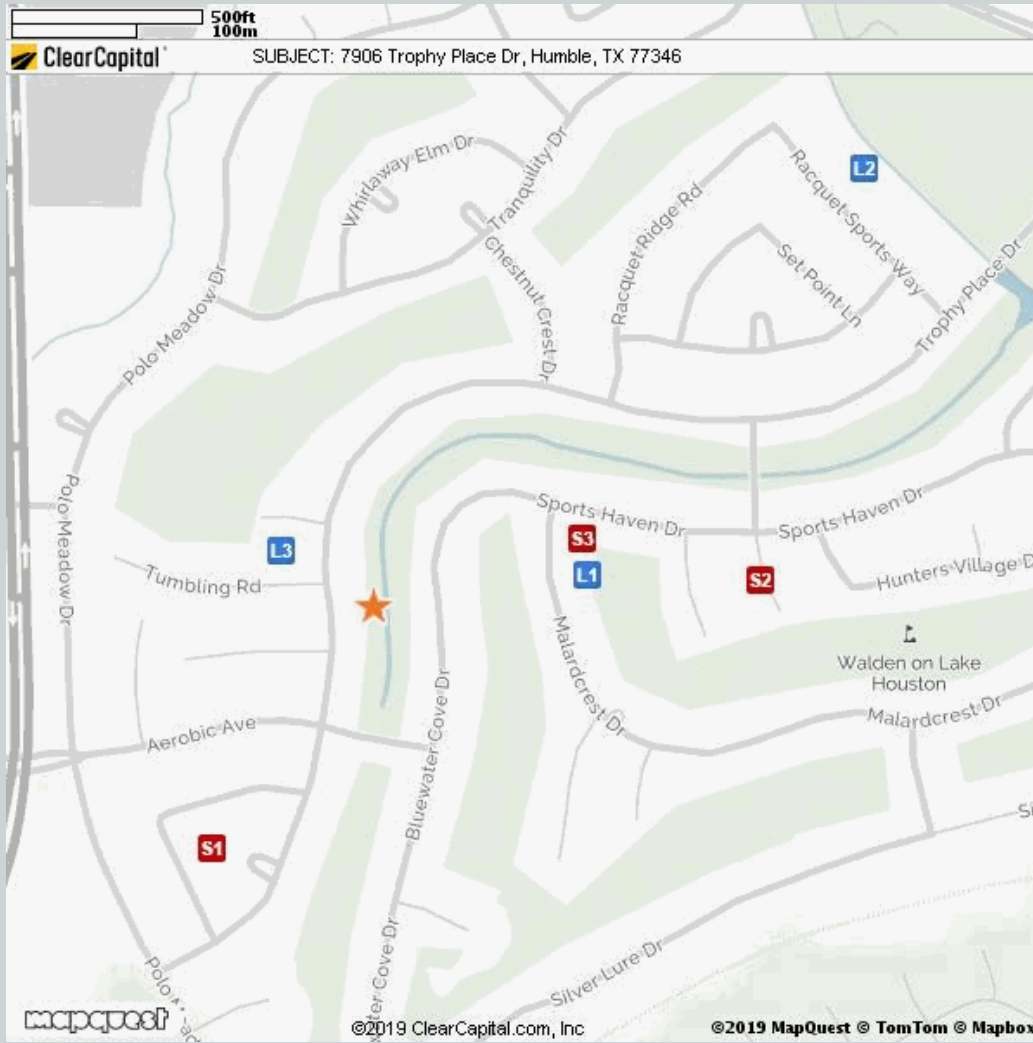 500ft
100m
ClearCapital
SUBJECT: 7906 Trophy Place Dr, Humble, TX 77346
Whirlaway Elm Dr
Tranquility Dr
L2
Racquet Sports Way
Racquet Ridge Rd
Chestnut Crest Dr
Set Point Ln
Trophy Place Dr
Polo Meadow Dr
Polo Meadow Dr
Sports Haven Dr
Sports Haven Dr
S3
L3
L1
S2
Tumbling Rd
Hunters Village D
Malardcrest Dr
Walden on Lake
Houston
Bluewater Cove Dr
Malardcrest Dr
Aerobic Ave
S1
Si
Polo
ater Cove Dr
Silver Lure Dr
mapquest
©2019 ClearCapital.com, Inc
©2019 MapQuest © TomTom © Mapbox